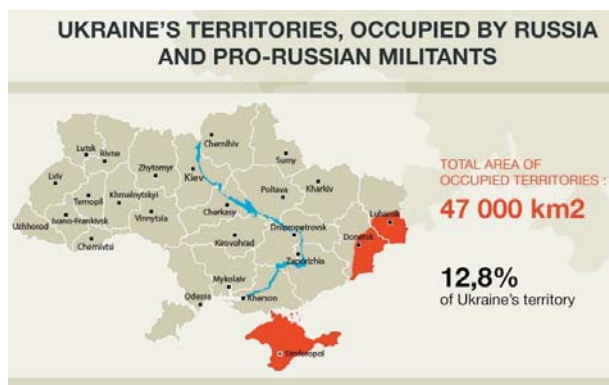 UKRAINE'S TERRITORIES, OCCUPIED BY RUSSIA
AND PRO-RUSSIAN MILITANTS
Chernihiv
Lutsk
Rivne
Sumy
Zhytomyr
Kiev
Lviv
Poltava
Kharkiv
Ternopil
Khmelnytskyi
Charkasy
Luhansk
Uzhhorod
Ivano-Frankivsk
Vinnytsia
Dnipropetrovsk
Chernivtsi
Kirovohrad
Donetsk
Zaporizhia
Mykolaiv
Odessa
Kherson
Simferopol
TOTAL AREA OF
OCCUPIED TERRITORIES :
47 000 km2
12,8%
of Ukraine's territory